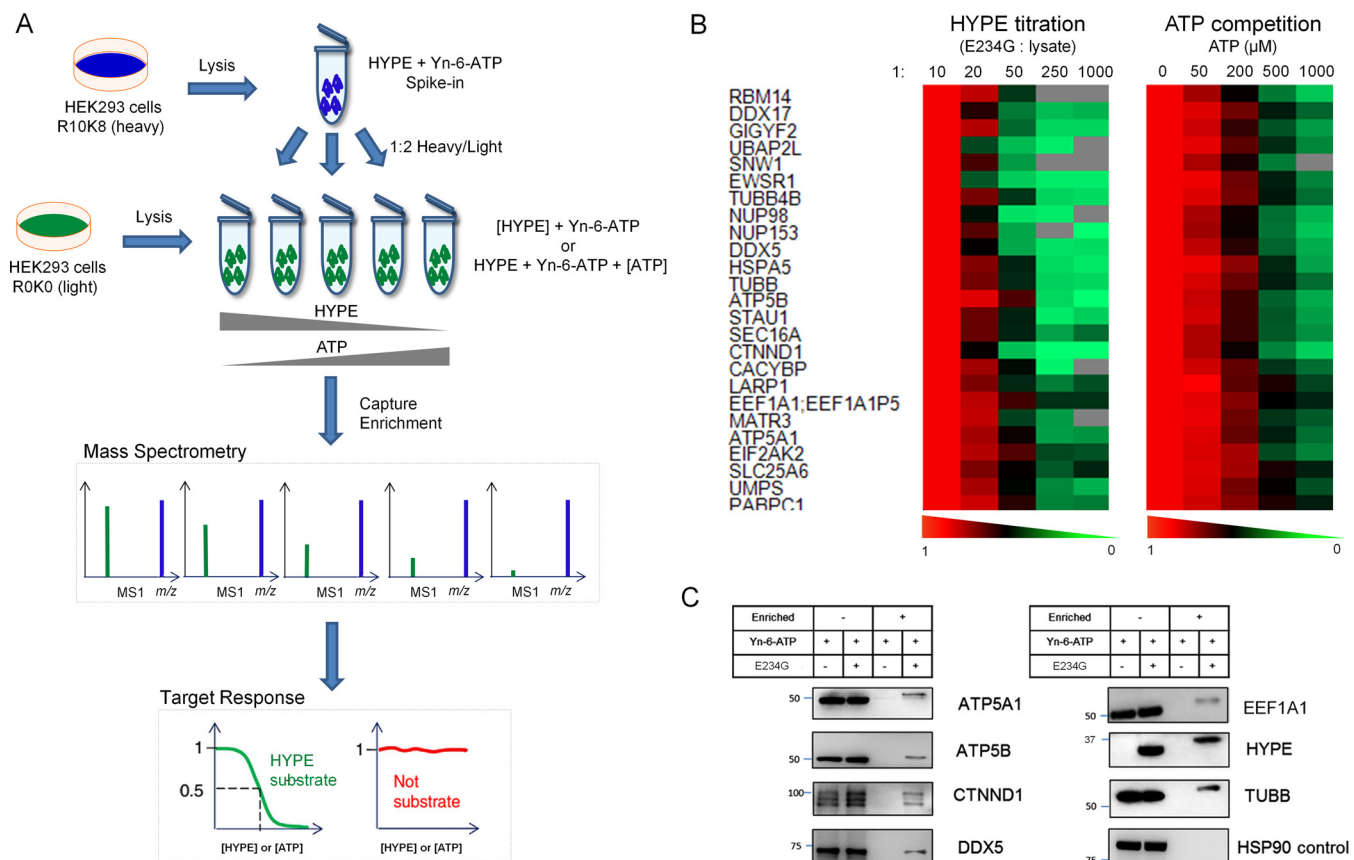 A
Lysis
HYPE + Yn-6-ATP
Spike-in
HEK293 cells
R10K8 (heavy)
1:2 Heavy/Light
Lysis
HEK293 cells
R0K0 (light)
[HYPE] + Yn-6-ATP
or
HYPE + Yn-6-ATP + [ATP]
HYPE
ATP
Capture
Enrichment
Mass Spectrometry
MS1 m/z MS1 m/z MS1 m/z MS1 m/z MS1 m/z
Target Response
1
0.5
HYPE
substrate
[HYPE] or [ATP]
1
Not
substrate
[HYPE] or [ATP]
B
HYPE titration
(E234G : lysate)
1: 10 20 50 250 1000
ATP competition
ATP (µM)
0 50 200 500 1000
RBM14
DDX17
GIGYF2
UBAP2L
SNW1
EWSR1
TUBB4B
NUP98
NUP153
DDX5
HSPA5
TUBB
ATP5B
STAU1
SEC16A
CTNND1
CACYBP
LARP1
EEF1A1;EEF1A1P5
MATR3
ATP5A1
EIF2AK2
SLC25A6
UMPS
PABPC1
1 0
1 0
C
Enriched - +
Yn-6-ATP + + + +
E234G - + - +
50 ATP5A1
50 ATP5B
100 CTNND1
75 DDX5
Enriched - +
Yn-6-ATP + + + +
E234G - + - +
50 EEF1A1
37 HYPE
50 TUBB
75 HSP90 control